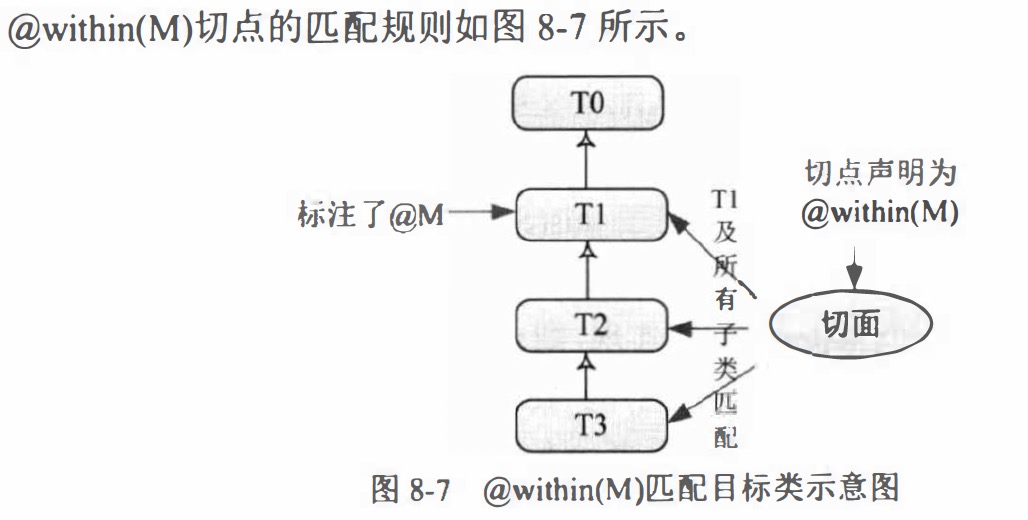 @within(M)切点的匹配规则如图 8-7 所示。
T0
标注了@M
T1
T1及所有子类匹配
切点声明为
@within(M)
T2
切面
T3
图 8-7 @within(M)匹配目标类示意图